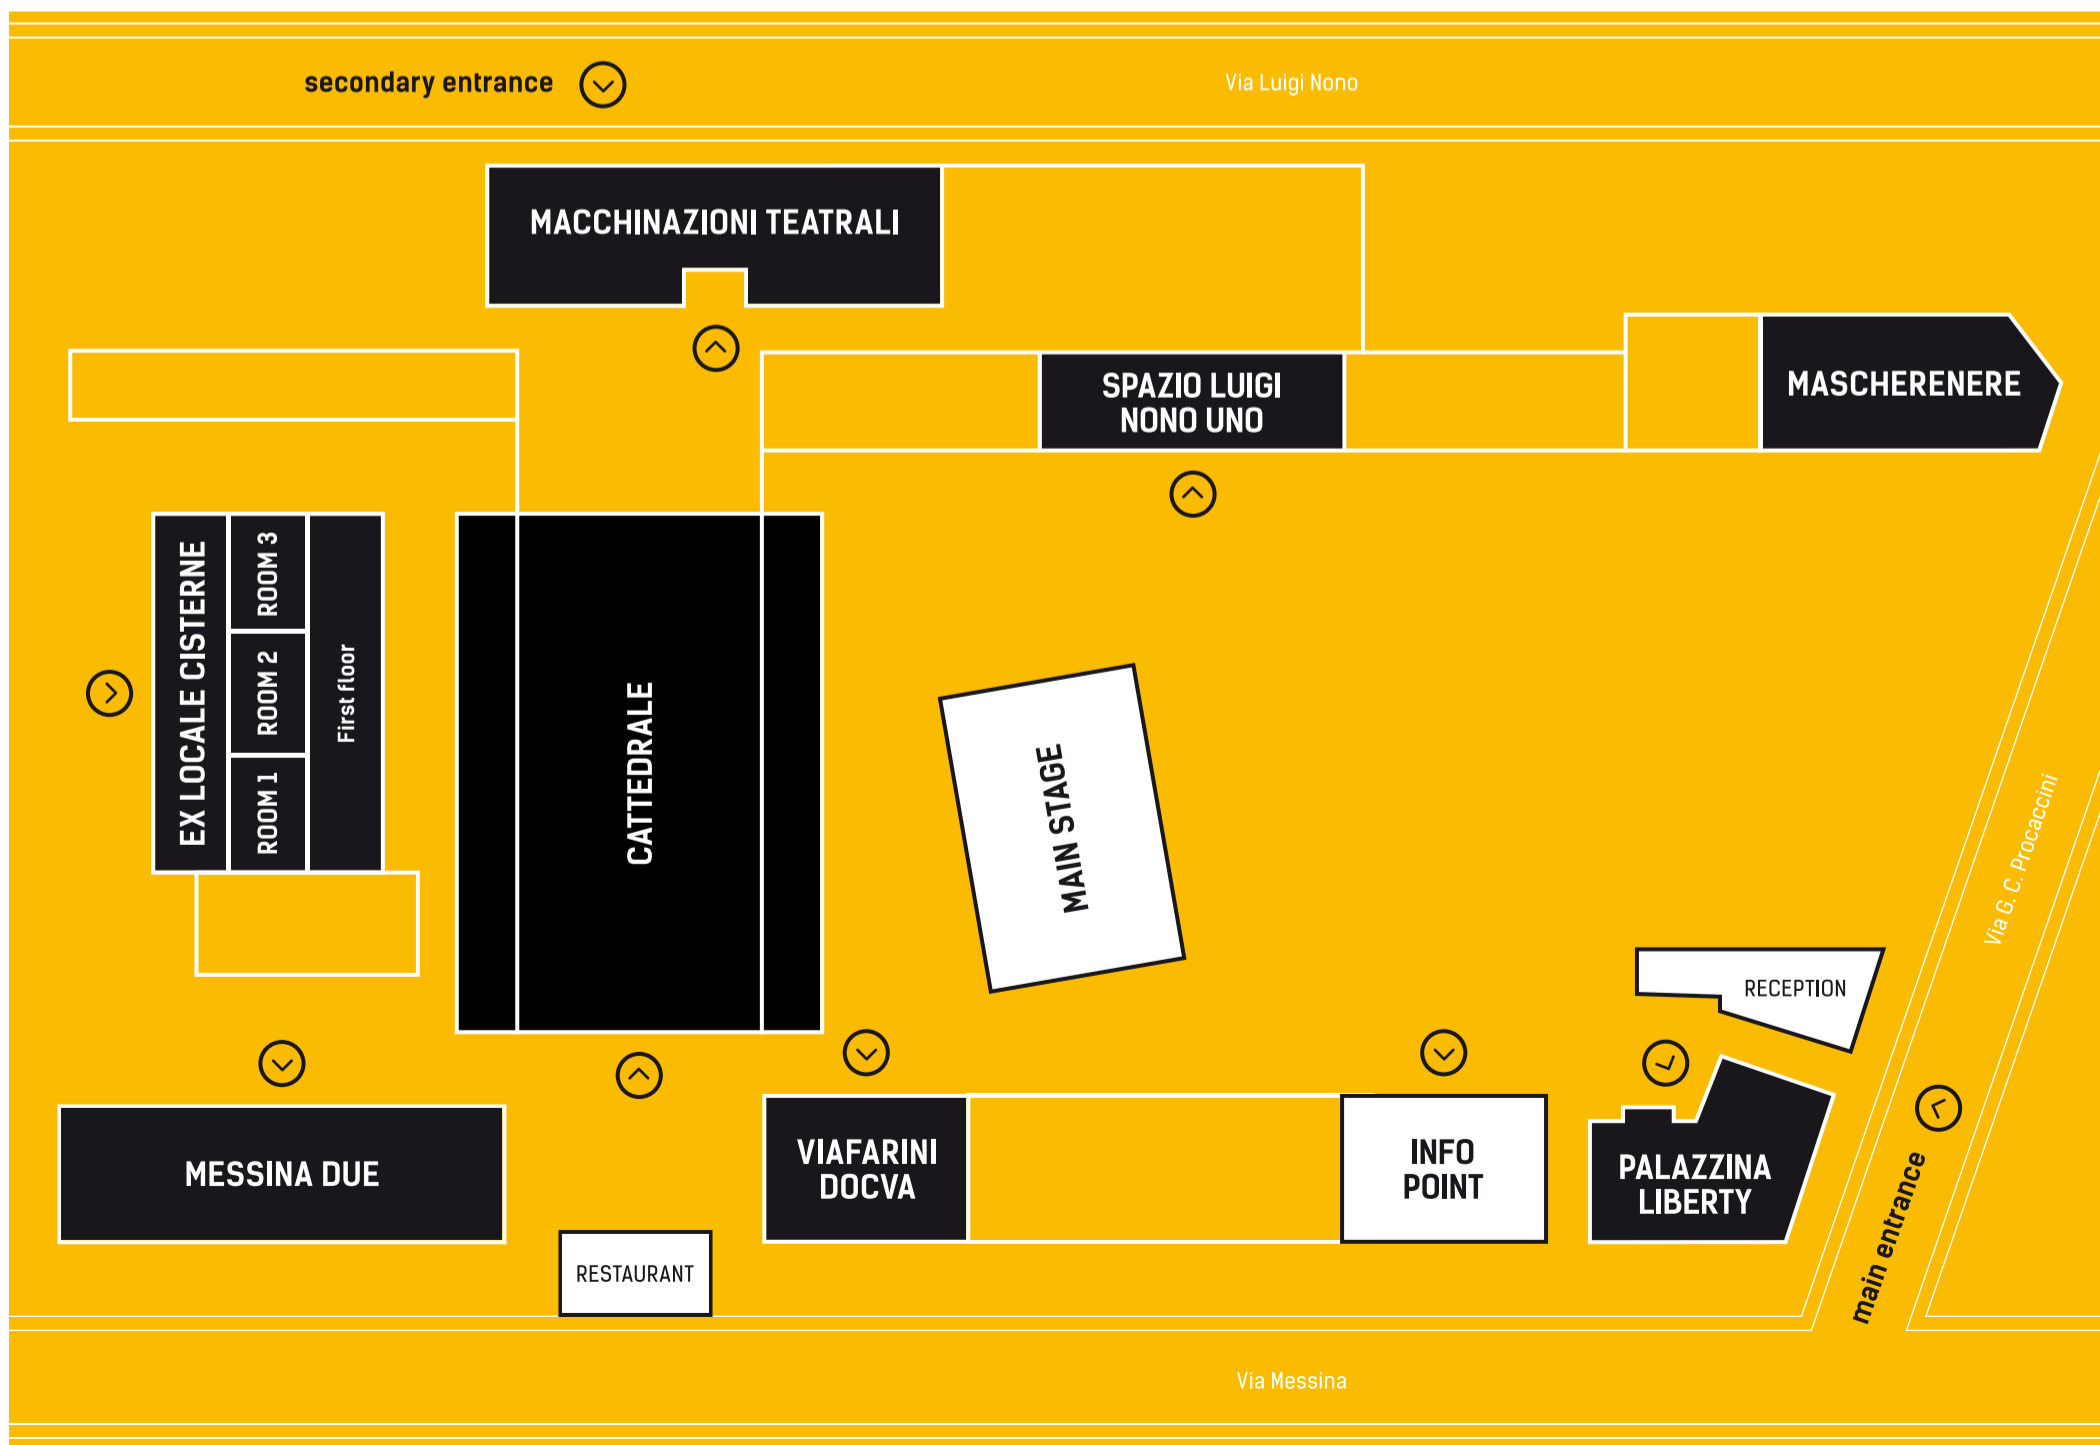 secondary entrance
Via Luigi Nono
MACCHINAZIONI TEATRALI
SPAZIO LUIGI
NONO UNO
MASCHERENERE
EX LOCALE CISTERNE
ROOM 3
ROOM 2
ROOM 1
First floor
CATTEDRALE
MAIN STAGE
Via G. C. Procaccini
RECEPTION
MESSINA DUE
VIAFARINI
DOCVA
INFO
POINT
PALAZZINA
LIBERTY
main entrance
RESTAURANT
Via Messina